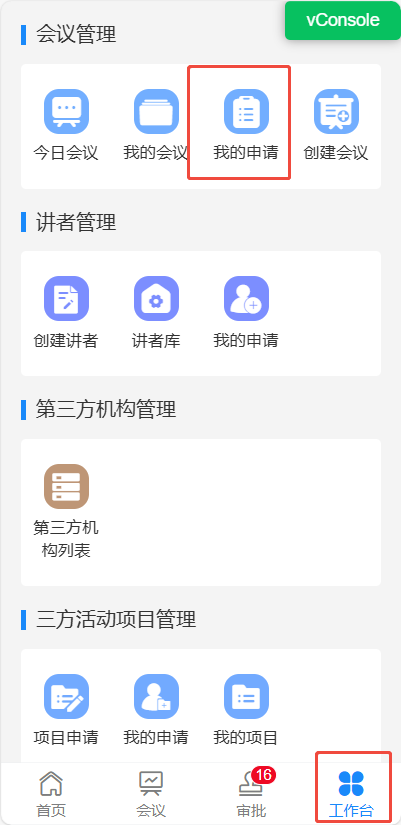 vConsole
会议管理
今日会议 我的会议 我的申请 创建会议
讲者管理
创建讲者 讲者库 我的申请
第三方机构管理
第三方机
构列表
三方活动项目管理
项目申请 我的申请 我的项目
16
首页 会议 审批 工作台